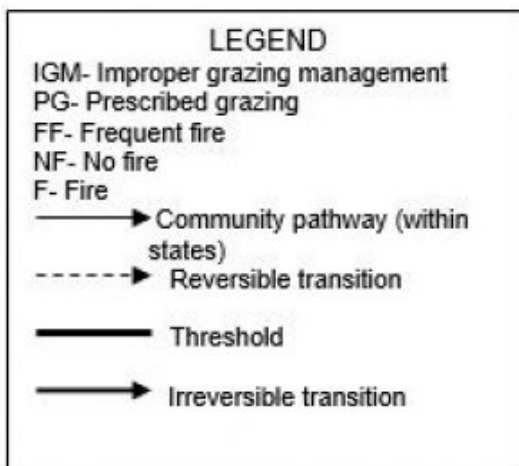 LEGEND
IGM- Improper grazing management
PG- Prescribed grazing
FF- Frequent fire
NF- No fire
F- Fire
Community pathway (within
states)
Reversible transition
Threshold
Irreversible transition